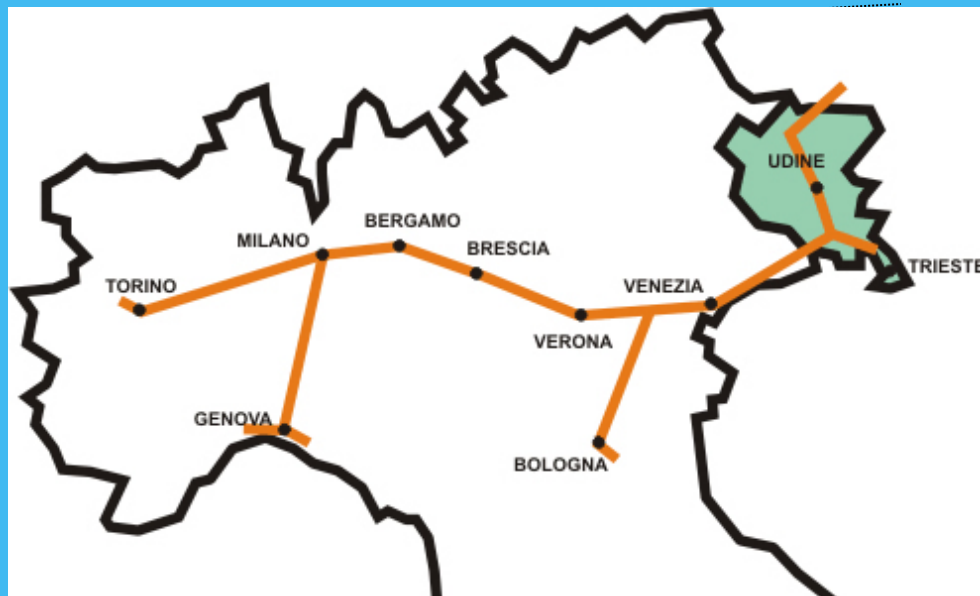 UDINE
BERGAMO
MILANO
BRESCIA
TRIESTE
TORINO
VENEZIA
VERONA
GENOVA
BOLOGNA